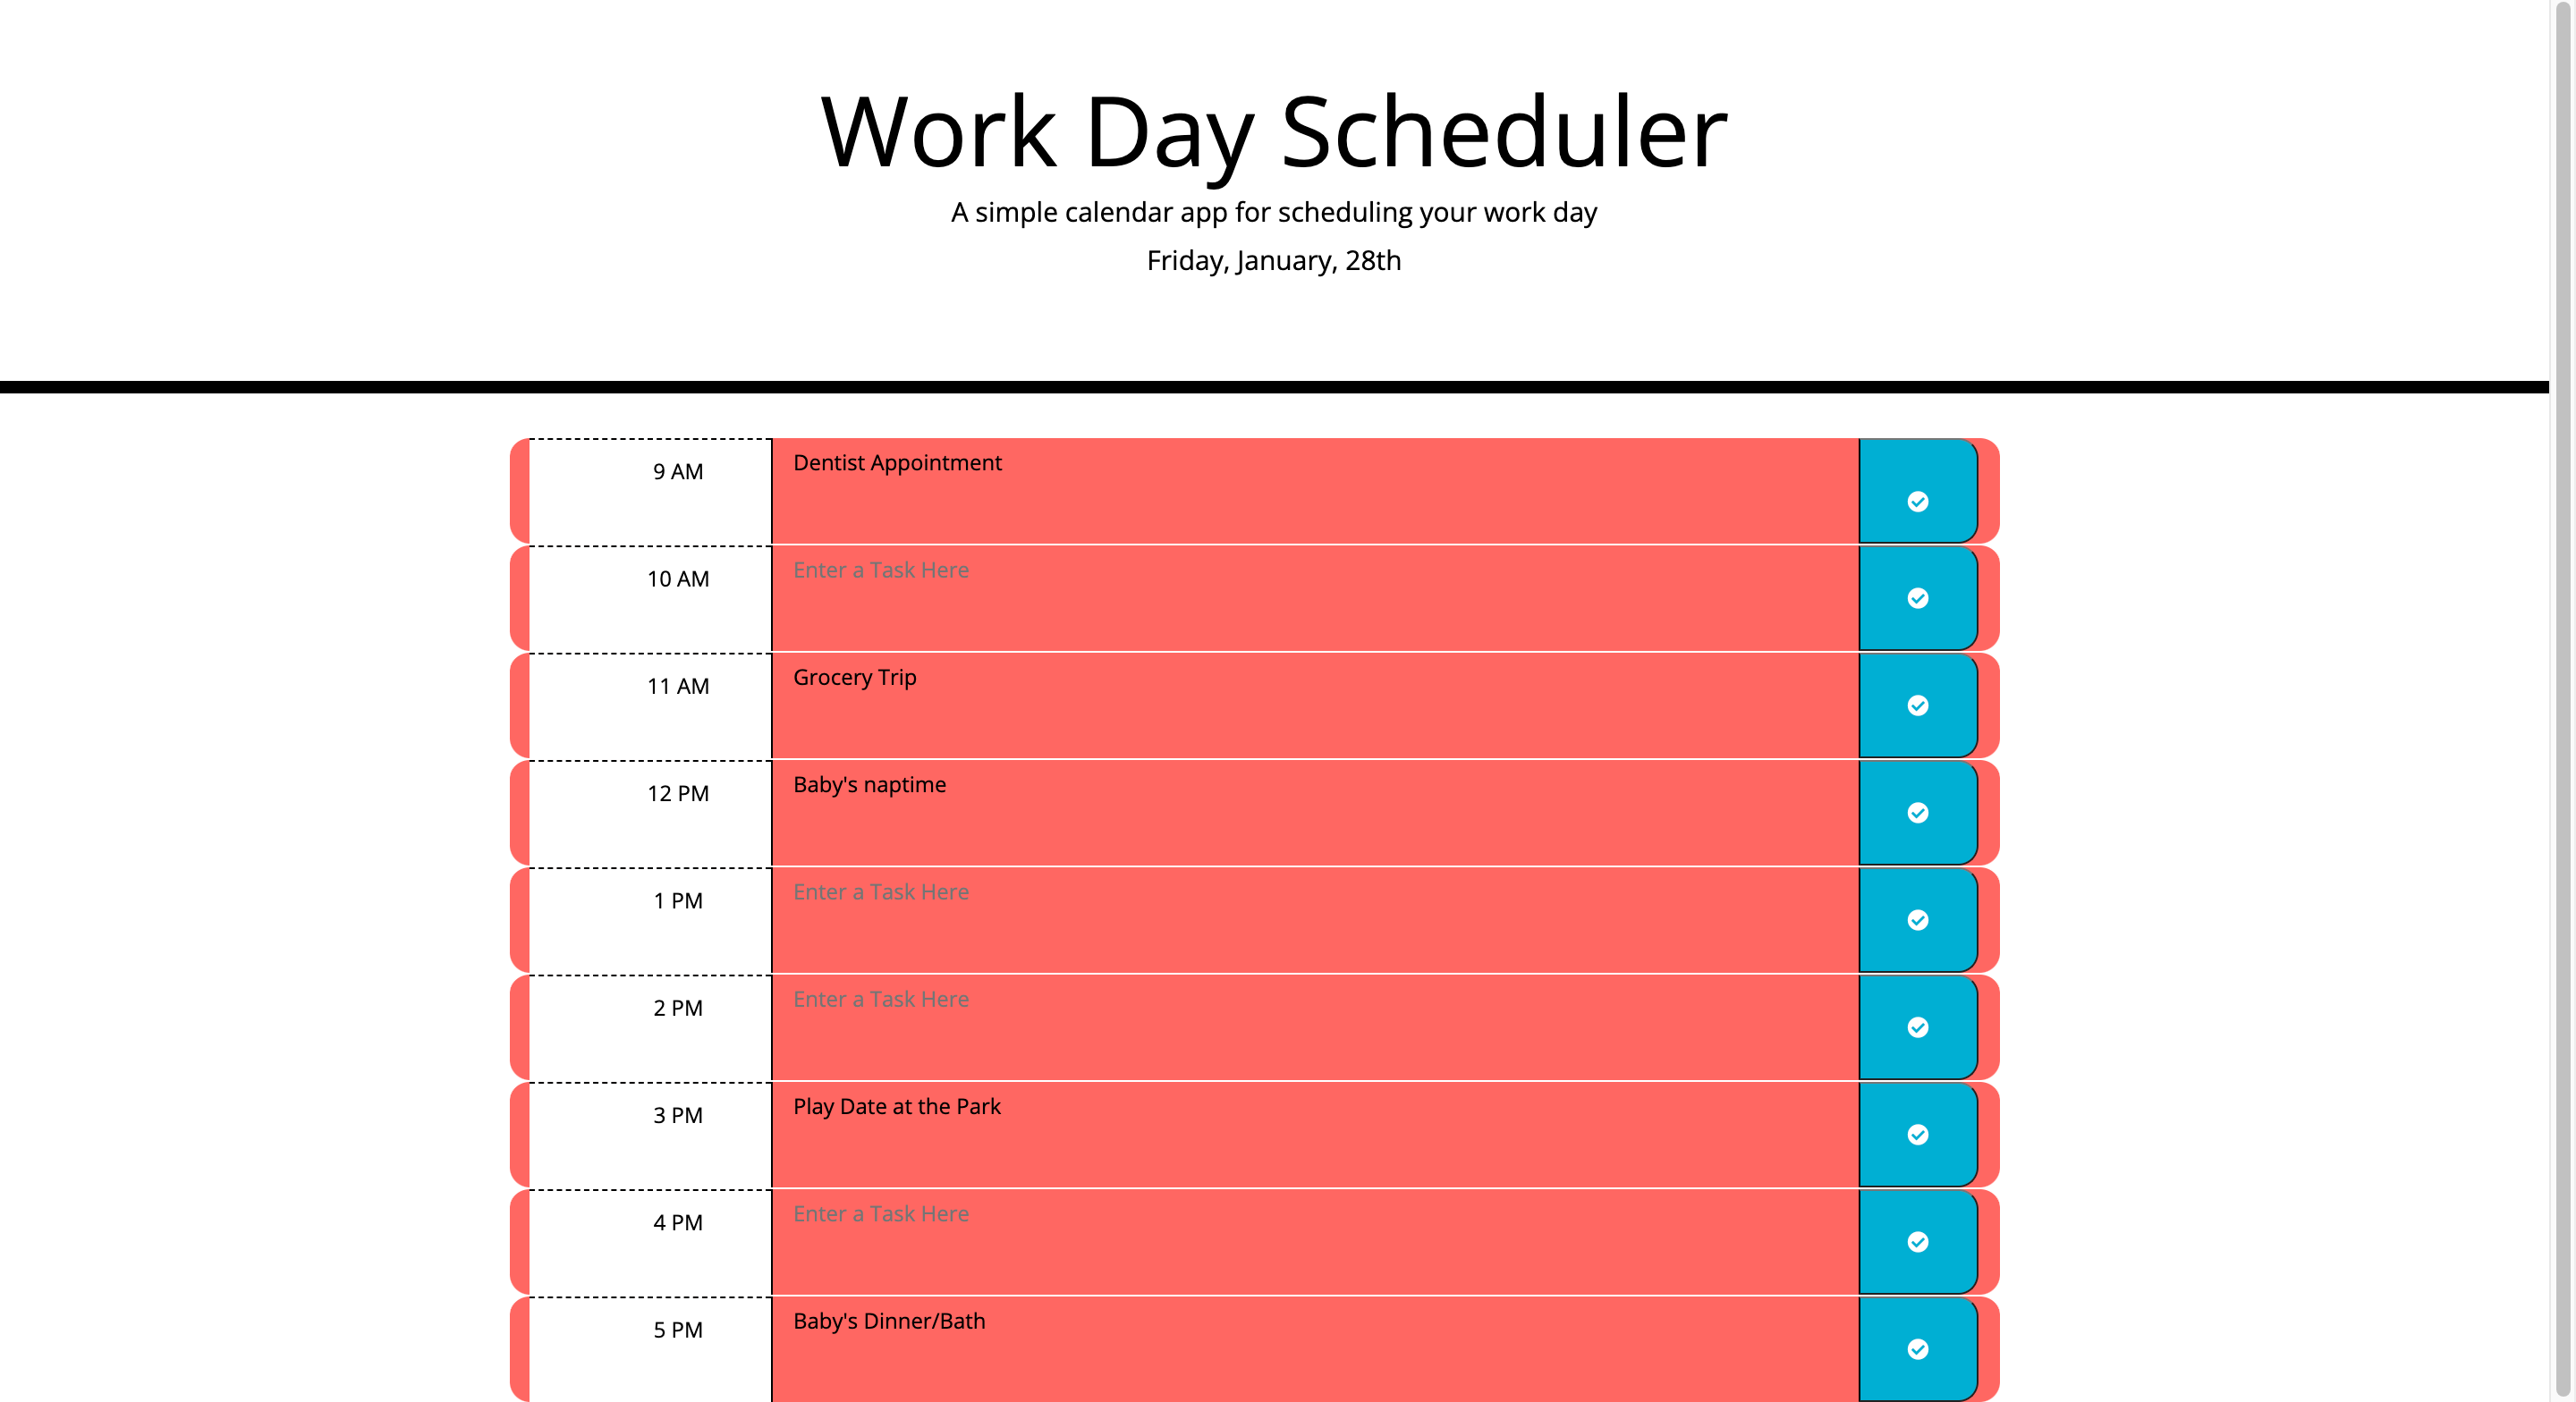 Work Day Scheduler
A simple calendar app for scheduling your work day
Friday, January, 28th
9 AM Dentist Appointment
10 AM Enter a Task Here
11 AM Grocery Trip
12 PM Baby's naptime
1 PM Enter a Task Here
2 PM Enter a Task Here
3 PM Play Date at the Park
4 PM Enter a Task Here
5 PM Baby's Dinner/Bath